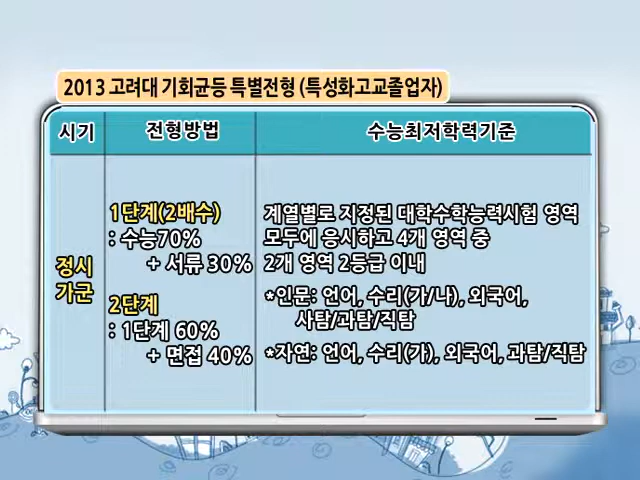 2013 고려대 기회균등 특별전형 (특성화고교졸업자)
시기
전형방법
수능최저학력기준
정시
가군
1단계(2배수)
: 수능70%
+ 서류 30%
2단계
: 1단계 60%
+ 면접 40%
계열별로 지정된 대학수학능력시험 영역
모두에 응시하고 4개 영역 중
2개 영역 2등급 이내
*인문: 언어, 수리(가/나), 외국어,
사탐/과탐/직탐
*자연: 언어, 수리(가), 외국어, 과탐/직탐